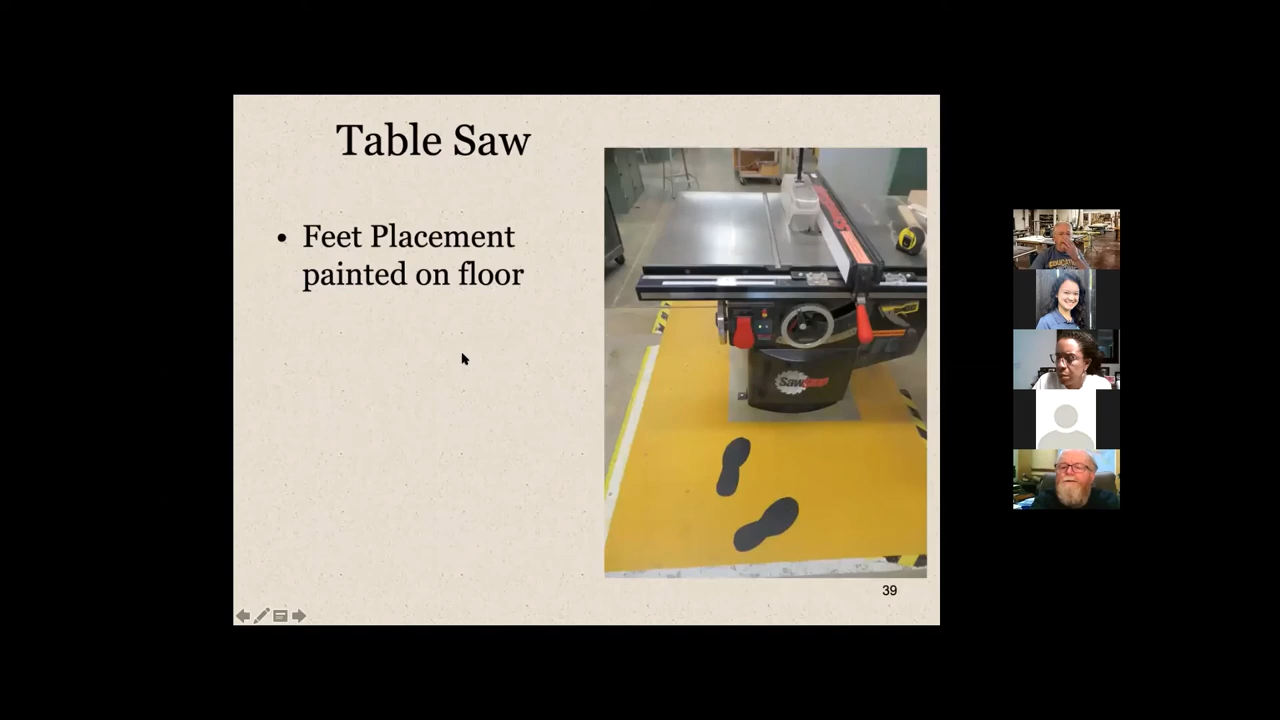 Table Saw
• Feet Placement
painted on floor
SawStop
39